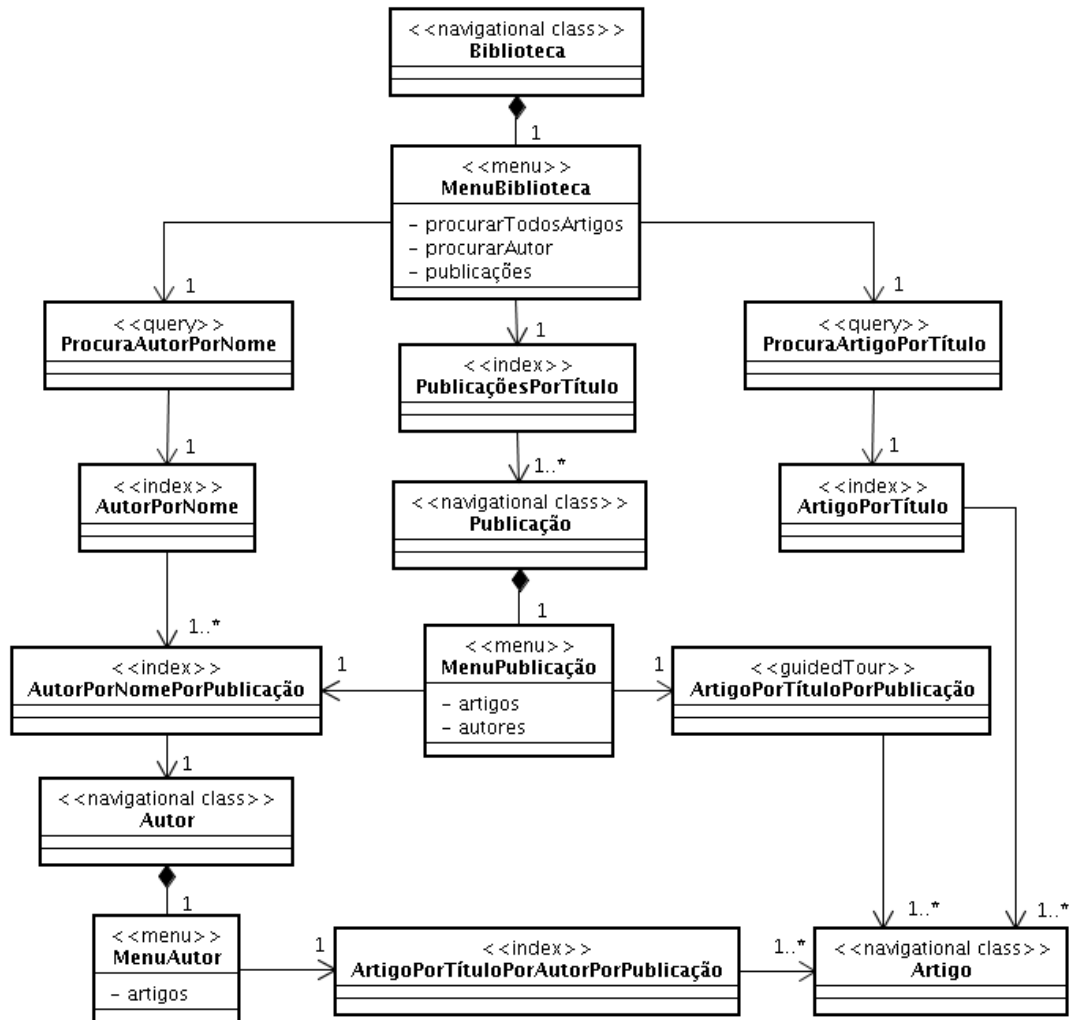 <<navigational class>>
Biblioteca
1
<<menu>>
MenuBiblioteca
- procurarTodosArtigos
- procurarAutor
- publicações
1
1
1
<<query>>
ProcuraAutorPorNome
<<index>>
PublicaçõesPorTítulo
<<query>>
ProcuraArtigoPorTítulo
1
1..*
1
<<index>>
AutorPorNome
<<navigational class>>
Publicação
<<index>>
ArtigoPorTítulo
1..*
1
<<index>>
AutorPorNomePorPublicação
1
<<menu>>
MenuPublicação
- artigos
- autores
1
<<guidedTour>>
ArtigoPorTítuloPorPublicação
1
<<navigational class>>
Autor
1
1..*
1..*
<<menu>>
MenuAutor
- artigos
1
<<index>>
ArtigoPorTítuloPorAutorPorPublicação
1..*
<<navigational class>>
Artigo